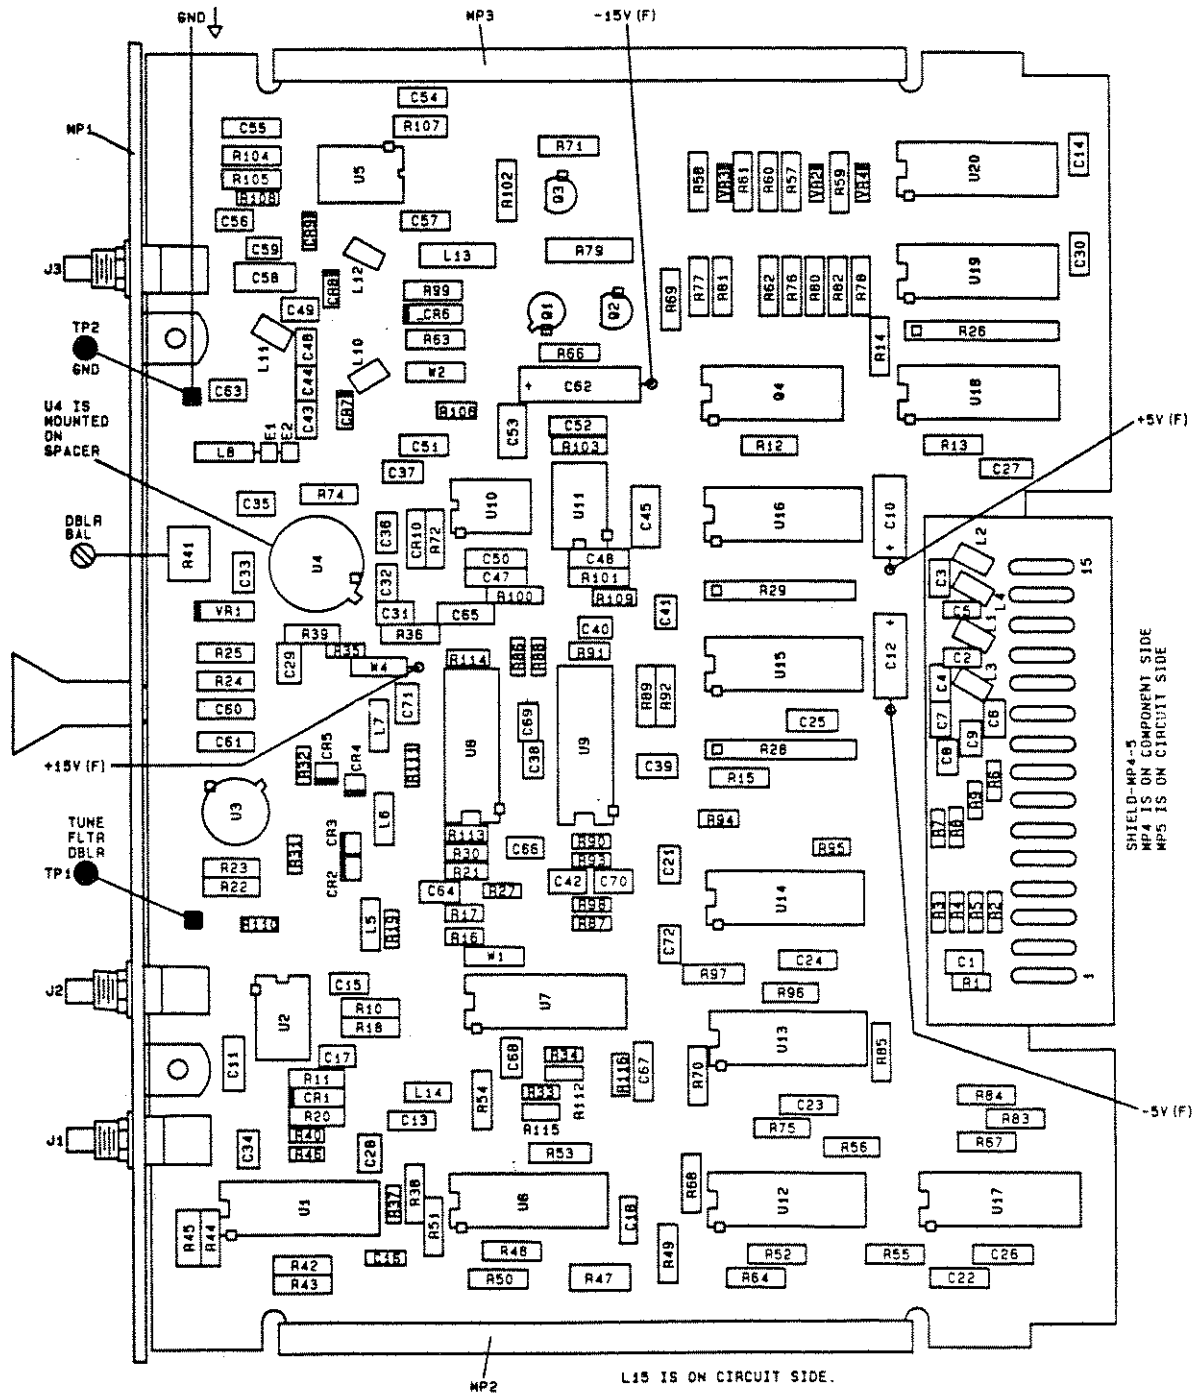 GND
MP3
-15V (F)
MP1
C54
R107
C55
R104
R105
R108
C56
U5
R102
R71
Q3
R58
VR3
R61
R60
R57
VR2
R59
VR4
U20
C14
C57
CR9
C59
C58
L12
L13
R79
J3
CR8
R99
CR6
R63
W2
C49
L11
C48
C44
C43
L10
CR7
Q1
Q2
R66
C62
R69
R77
R81
R62
R76
R80
R82
R78
U19
C30
R14
R26
TP2
GND
C63
U4 IS
MOUNTED
ON
SPACER
L8
E1
E2
R106
C51
C53
C52
R103
Q4
U18
R12
R13
C27
+5V (F)
C37
C35
R74
U10
U11
C45
U16
C10
+
DBLR
BAL
R41
C33
U4
C36
CR10
R72
C32
C50
C47
R100
C48
R101
R109
C41
R29
L2
C3
L4
C5
L1
C2
L3
C4
C7
C6
C9
C8
15
VR1
C31
C65
R39
R36
R35
W4
C29
R25
R24
C60
C61
C40
R91
R86
R88
R114
U15
C12
+
R89
R92
C71
L7
C69
C38
U8
U9
C25
C39
R28
R15
+15V (F)
R32
CR5
CR4
R111
U3
L6
CR3
CR2
R31
R113
R30
R21
C64
R27
C66
R90
R93
C42
C70
R98
R87
R94
R95
C21
R6
R9
R8
R7
SHIELD-MP4-5
MP4 IS ON COMPONENT SIDE
MP5 IS ON CIRCUIT SIDE
TUNE
FLTR
DBLR
TP1
R23
R22
R110
L5
R19
R17
R16
W1
U14
C72
C24
R97
R96
R3
R4
R5
R2
C1
R1
1
J2
U2
C15
R10
R18
C17
C11
U7
C68
R34
R112
R33
R115
R116
C67
U13
R70
R85
R11
CR1
R20
R40
R46
L14
C13
R54
R53
C23
R75
R56
R84
R83
R67
-5V (F)
J1
C34
C28
U1
R37
R38
R51
U6
C18
R68
U12
U17
R45
R44
R42
R43
C16
R48
R50
R47
R49
R52
R64
R55
C26
C22
MP2
L15 IS ON CIRCUIT SIDE.